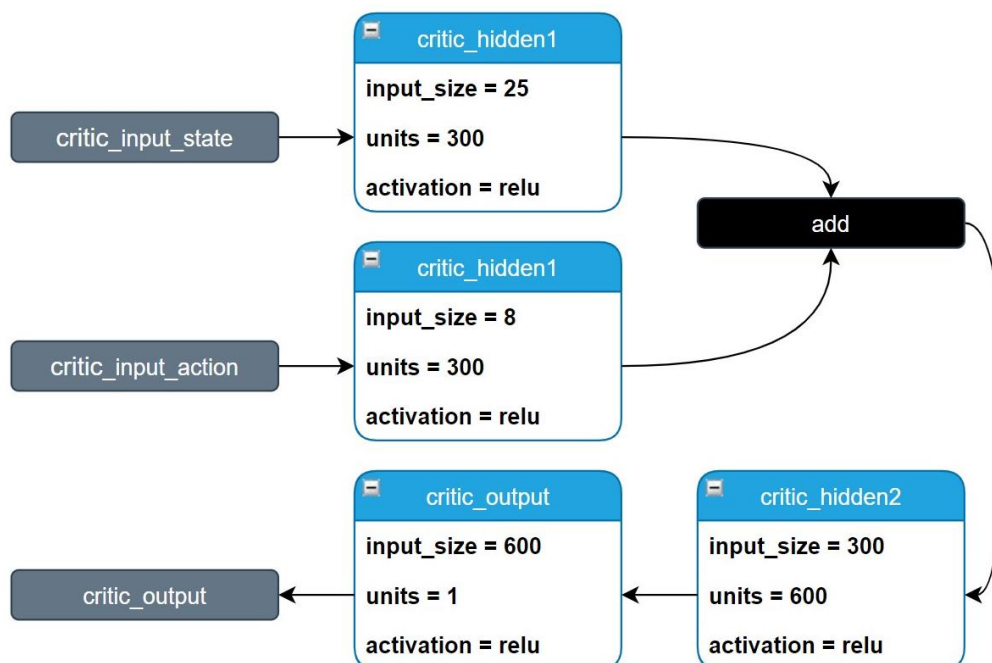 critic_hidden1
input_size = 25
critic_input_state
units = 300
activation = relu
add
critic_hidden1
input_size = 8
critic_input_action
units = 300
activation = relu
critic_output
input_size = 600
units = 1
activation = relu
critic_hidden2
input_size = 300
units = 600
activation = relu
critic_output